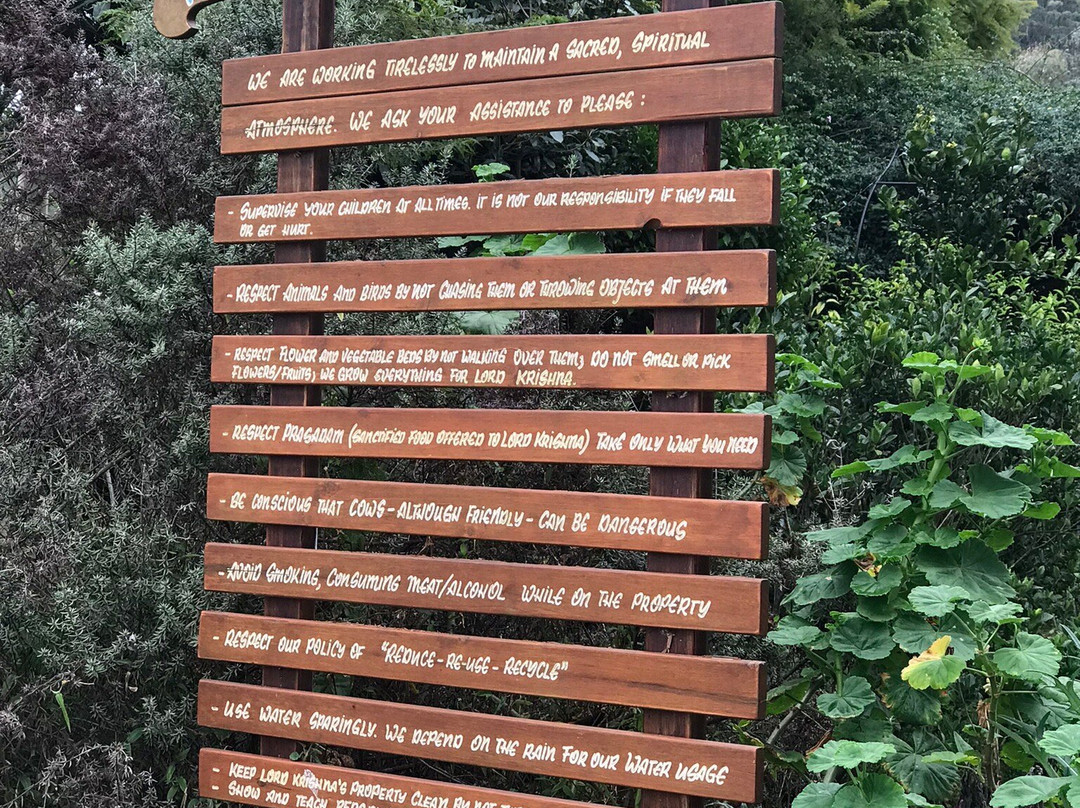 WE ARE WORKING TIRELESSLY TO MAINTAIN A SACRED, SPIRITUAL
ATMOSPHERE. WE ASK YOUR ASSISTANCE TO PLEASE :
- SUPERVISE YOUR CHILDREN AT ALL TIMES. IT IS NOT OUR RESPONSIBILITY IF THEY FALL
OR GET HURT.
- RESPECT ANIMALS AND BIRDS BY NOT CHASING THEM OR THROWING OBJECTS AT THEM
- RESPECT FLOWER AND VEGETABLE BEDS BY NOT WALKING OVER THEM; DO NOT SMELL OR PICK
FLOWERS/FRUITS; WE GROW EVERYTHING FOR LORD KRISHNA.
- RESPECT PRASADAM (SANCTIFIED FOOD OFFERED TO LORD KRISHNA) TAKE ONLY WHAT YOU NEED
- BE CONSCIOUS THAT COWS - ALTHOUGH FRIENDLY - CAN BE DANGEROUS
- AVOID SMOKING, CONSUMING MEAT/ALCOHOL WHILE ON THE PROPERTY
- RESPECT OUR POLICY OF "REDUCE - RE-USE - RECYCLE"
- USE WATER SPARINGLY. WE DEPEND ON THE RAIN FOR OUR WATER USAGE
- KEEP LORD KRISHNA'S PROPERTY CLEAN BY NOT
- SHOW AND TEACH